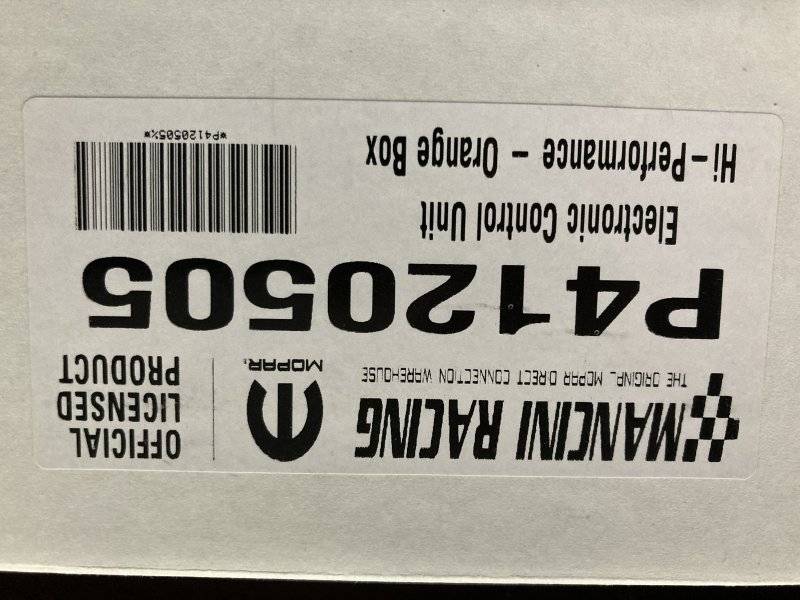 MANCINI RACING
THE ORIGINAL MOPAR DIRECT CONNECTION WAREHOUSE
MOPAR.
OFFICIAL
LICENSED
PRODUCT
P4120505
Electronic Control Unit
Hi-Performance - Orange Box
*P4120505%*